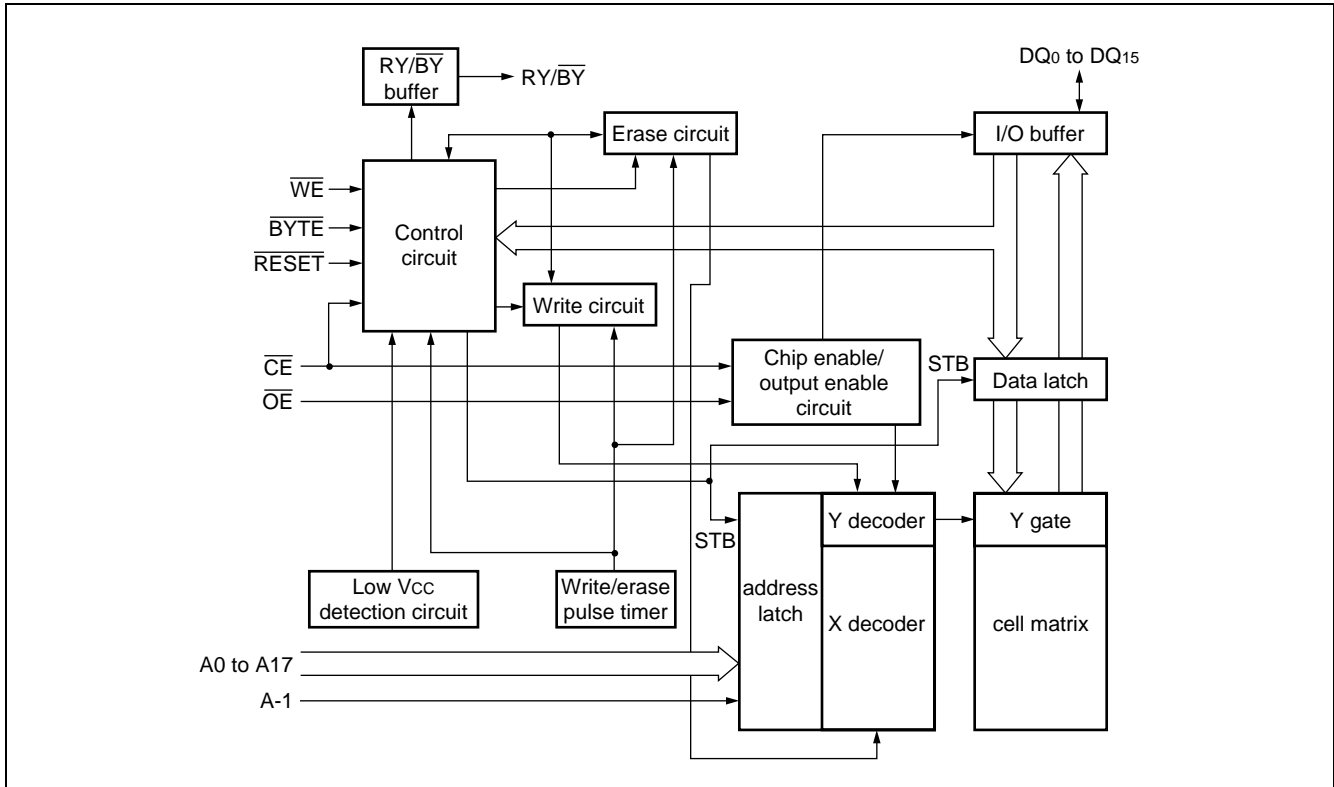 RY/BY
buffer
RY/BY
DQ0 to DQ15
Erase circuit
I/O buffer
WE
BYTE
RESET
Control
circuit
Write circuit
CE
OE
Chip enable/
output enable
circuit
STB
Data latch
STB
Y decoder
Y gate
Low VCC
detection circuit
Write/erase
pulse timer
address
latch
X decoder
cell matrix
A0 to A17
A-1